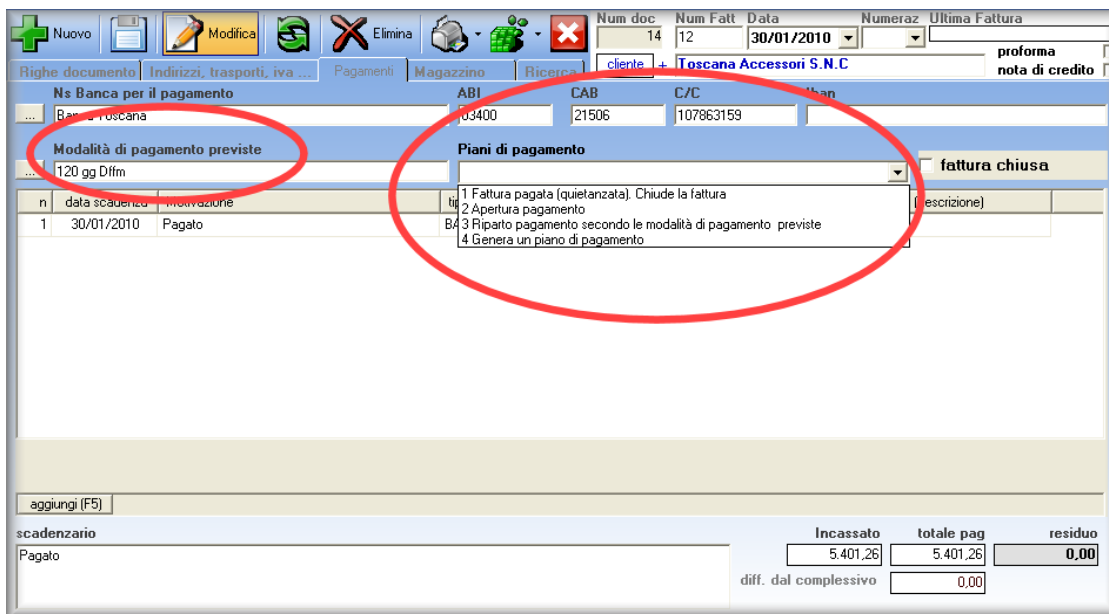 Nuovo Modifica Elimina
Num doc Num Fatt Data Numeraz Ultima Fattura
14 12 30/01/2010
proforma
cliente + Toscana Accessori S.N.C
nota di credito
Righe documento Indirizzi, trasporti, iva ... Pagamenti Magazzino Ricerca
Ns Banca per il pagamento ABI CAB C/C Iban
... Toscana 03400 21506 107863159
Modalità di pagamento previste Piani di pagamento
... 120 gg Dffm
fattura chiusa
1 Fattura pagata (quietanzata). Chiude la fattura
2 Apertura pagamento
3 Riparto pagamento secondo le modalità di pagamento previste
4 Genera un piano di pagamento
n data scadenza Motivazione (descrizione)
1 30/01/2010 Pagato
aggiungi (F5)
scadenzario Incassato totale pag residuo
Pagato 5.401,26 5.401,26 0,00
diff. dal complessivo 0,00